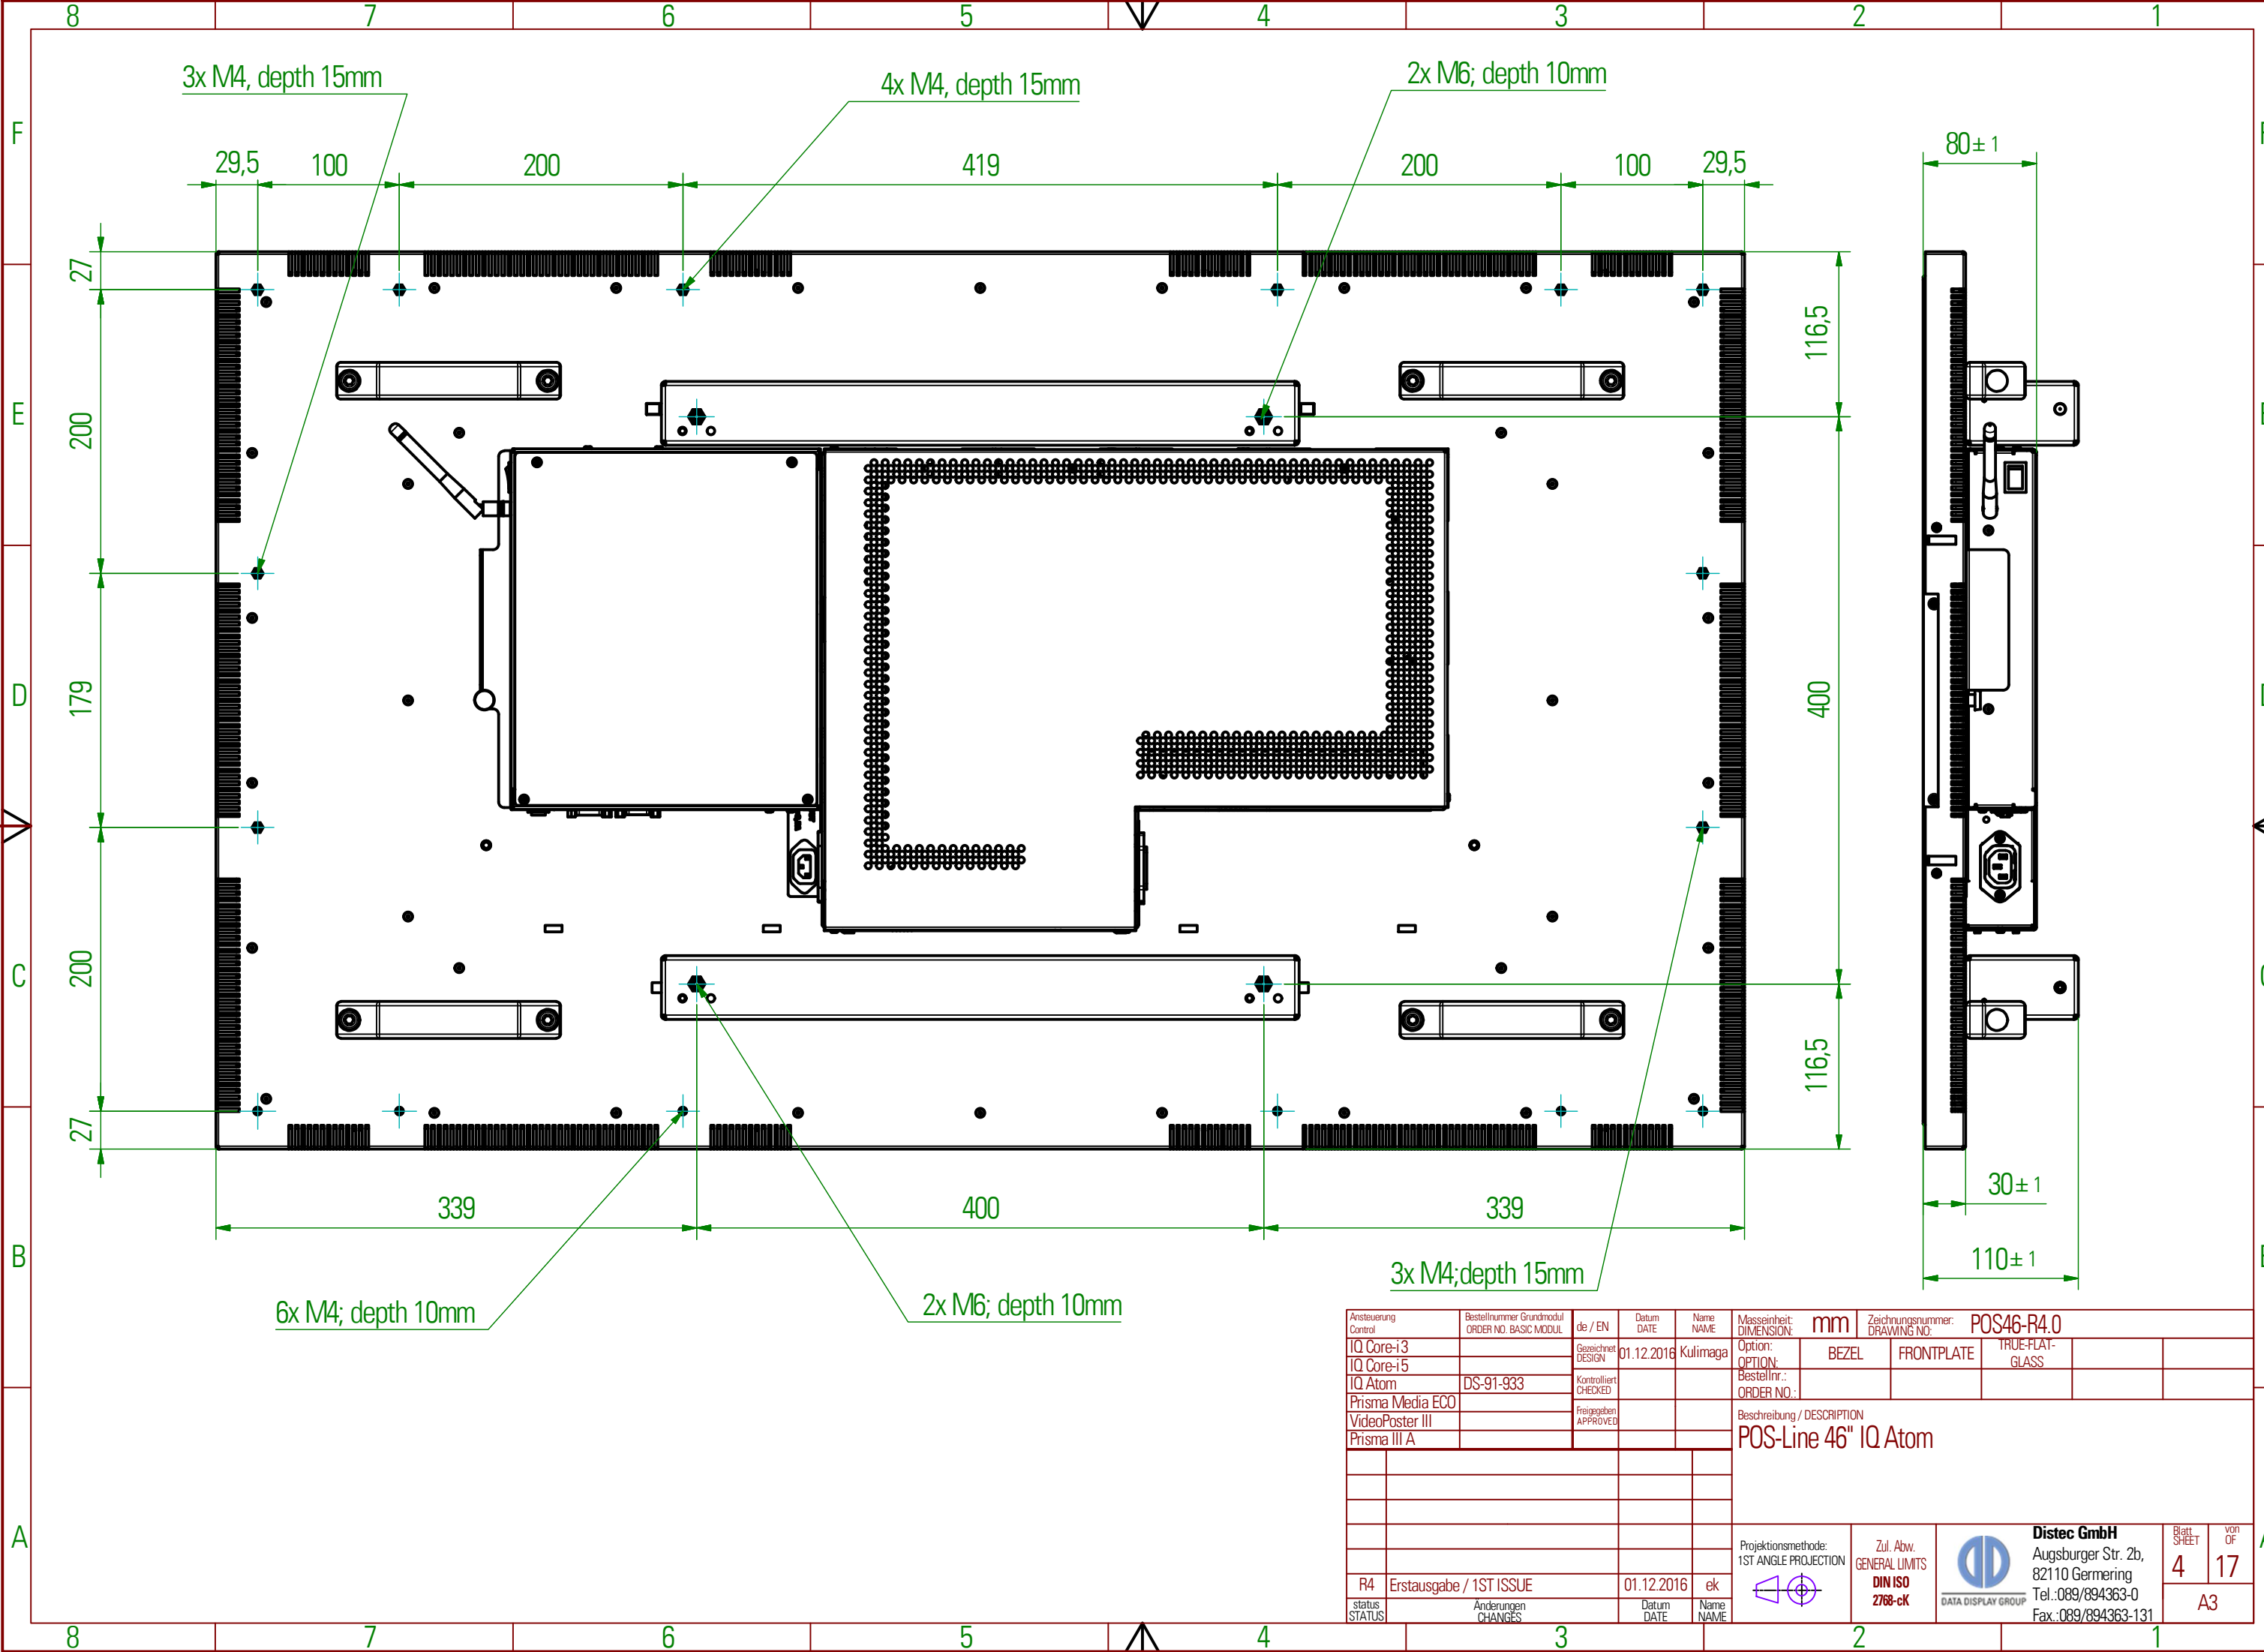 8 7 6 5 4 3 2 1
3x M4, depth 15mm
4x M4, depth 15mm
2x M6; depth 10mm
F
29,5 100 200 419 200 100 29,5
80± 1
27
116,5
E
200
D
179
400
C
200
116,5
27
30± 1
339 400 339
B
110± 1
3x M4;depth 15mm
6x M4; depth 10mm
2x M6; depth 10mm
A
Ansteuerung
Control
Bestellnummer Grundmodul
ORDER NO. BASIC MODUL
de / EN
Datum
DATE
Name
NAME
Masseinheit:
DIMENSION:
mm
Zeichnungsnummer:
DRAWING NO:
POS46-R4.0
IQ Core-i3
IQ Core-i5
IQ Atom DS-91-933
Prisma Media ECO
VideoPoster III
Prisma III A
Gezeichnet
DESIGN
01.12.2016 Kulimaga
Kontrolliert
CHECKED
Freigegeben
APPROVED
Option:
OPTION:
BEZEL FRONTPLATE
TRUE-FLAT-
GLASS
Bestellnr.:
ORDER NO.:
Beschreibung / DESCRIPTION
POS-Line 46" IQ Atom
R4 Erstausgabe / 1ST ISSUE 01.12.2016 ek
status
STATUS
Änderungen
CHANGES
Datum
DATE
Name
NAME
Projektionsmethode:
1ST ANGLE PROJECTION
Zul. Abw.
GENERAL LIMITS
DIN ISO
2768-cK
DATA DISPLAY GROUP
Distec GmbH
Augsburger Str. 2b,
82110 Germering
Tel.:089/894363-0
Fax.:089/894363-131
Blatt
SHEET
4
von
OF
17
A3
8 7 6 5 4 3 2 1